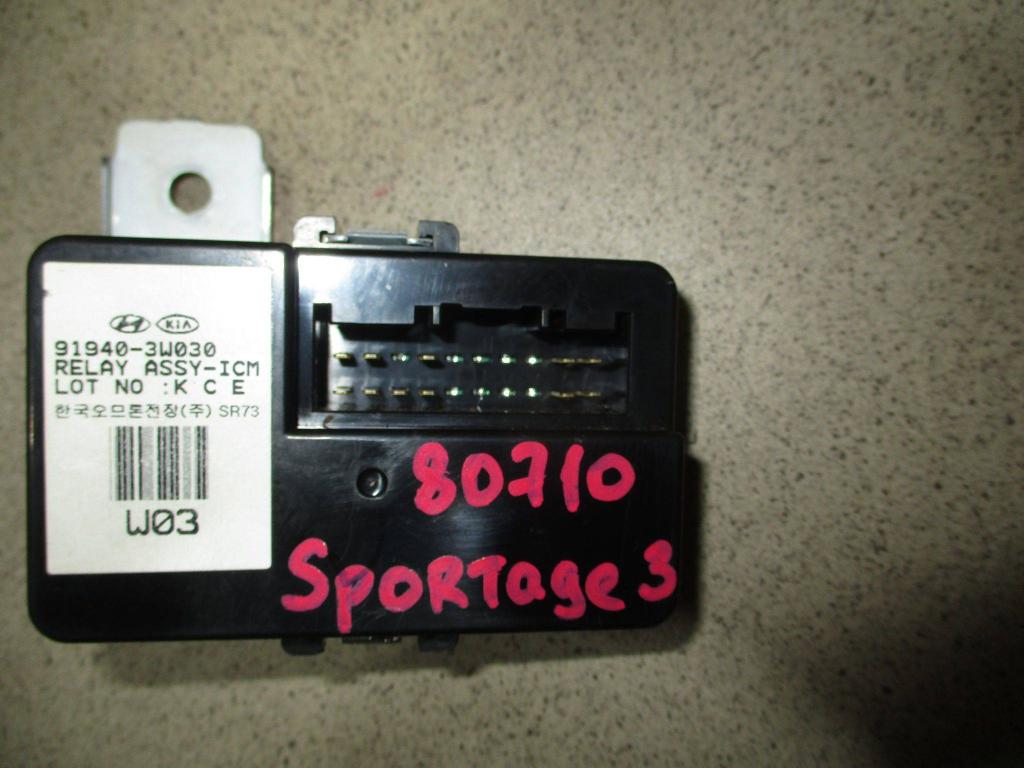 KIA
91940-3W030
RELAY ASSY-ICM
LOT NO :K C E
한국오므론전장(주) SR73
W03
80710
SpoRTage 3